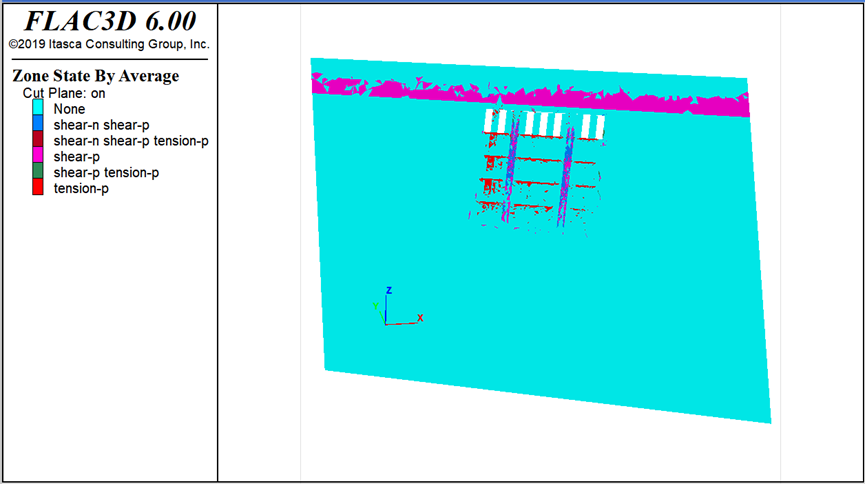 FLAC3D 6.00
©2019 Itasca Consulting Group, Inc.
Zone State By Average
Cut Plane: on
None
shear-n shear-p
shear-n shear-p tension-p
shear-p
shear-p tension-p
tension-p
Z
X